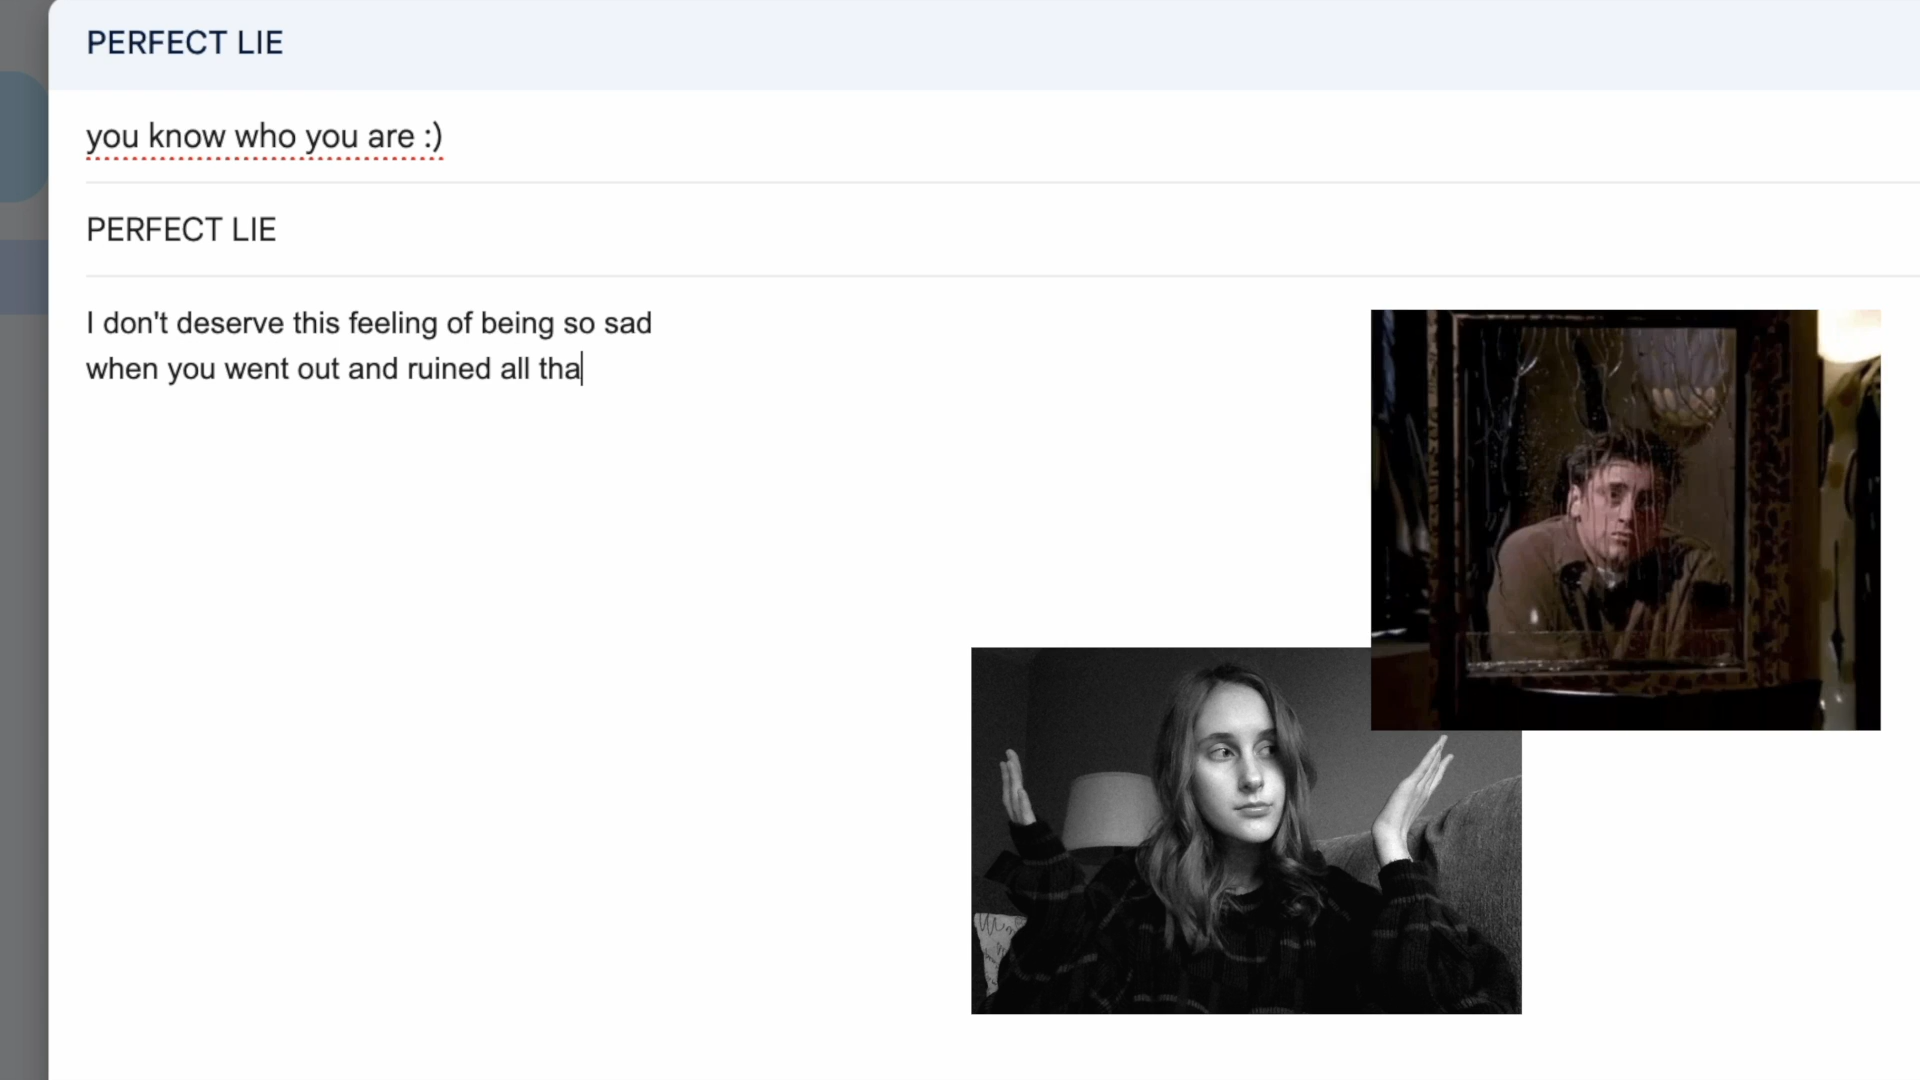 PERFECT LIE
you know who you are :)
PERFECT LIE
I don't deserve this feeling of being so sad
when you went out and ruined all tha